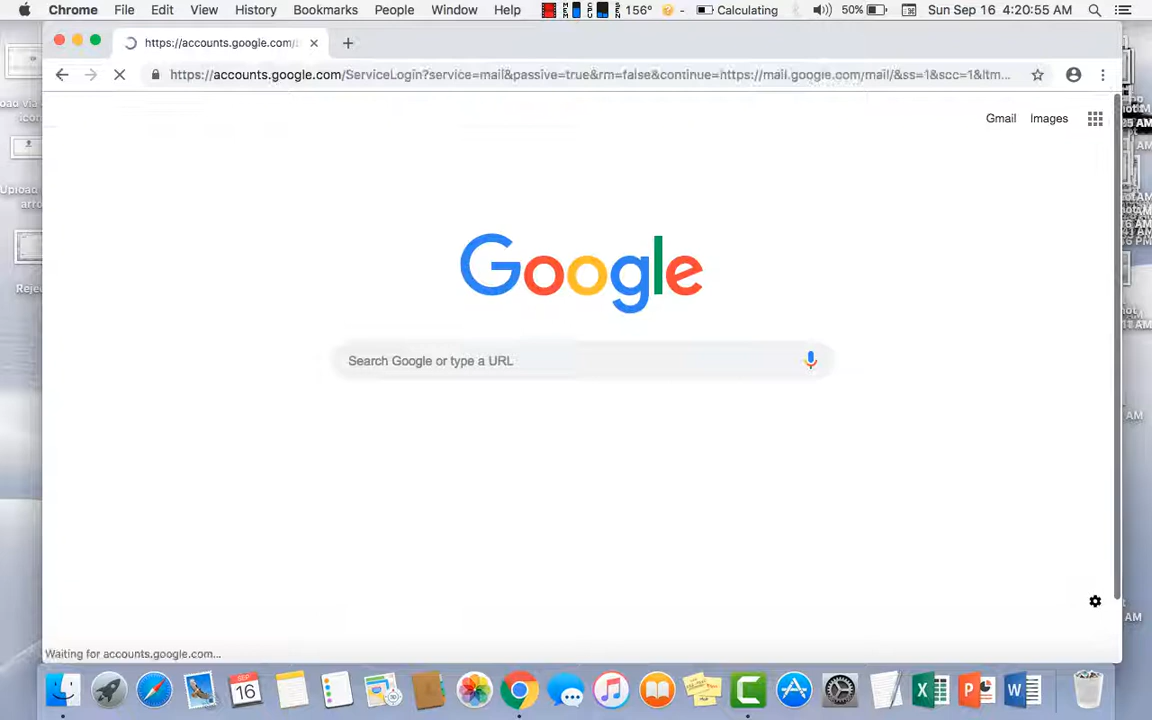 Chrome File Edit View History Bookmarks People Window Help 156° - Calculating 50% Sun Sep 16 4:20:55 AM
https://accounts.google.com/
https://accounts.google.com/ServiceLogin?service=mail&passive=true&rm=false&continue=https://mail.google.com/mail/&ss=1&scc=1&ltm...
Gmail Images
Google
Search Google or type a URL
Waiting for accounts.google.com...
Upload
SEP
16